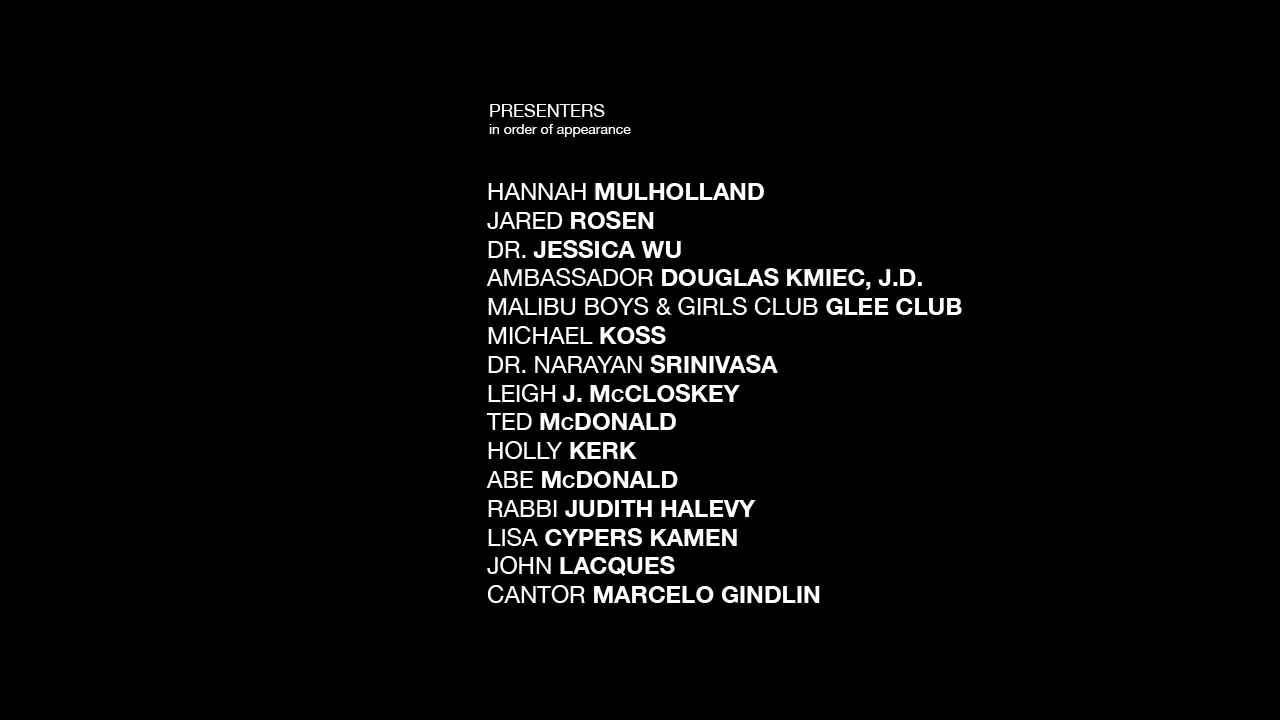 PRESENTERS
in order of appearance
HANNAH MULHOLLAND
JARED ROSEN
DR. JESSICA WU
AMBASSADOR DOUGLAS KMIEC, J.D.
MALIBU BOYS & GIRLS CLUB GLEE CLUB
MICHAEL KOSS
DR. NARAYAN SRINIVASA
LEIGH J. McCLOSKEY
TED McDONALD
HOLLY KERK
ABE McDONALD
RABBI JUDITH HALEVY
LISA CYPERS KAMEN
JOHN LACQUES
CANTOR MARCELO GINDLIN